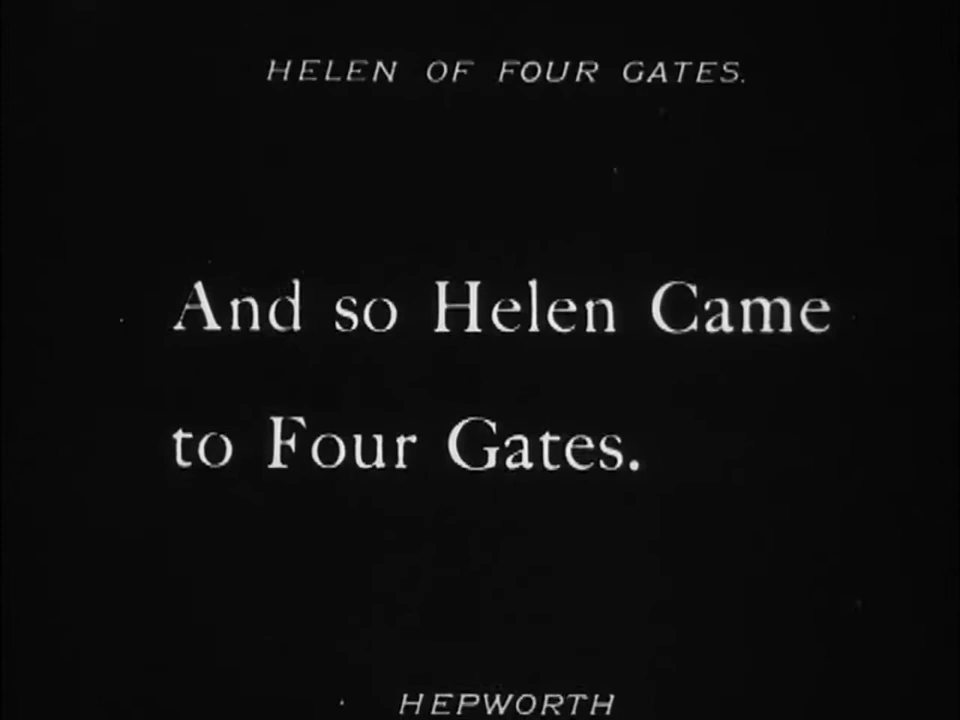 HELEN OF FOUR GATES.
And so Helen Came
to Four Gates.
HEPWORTH